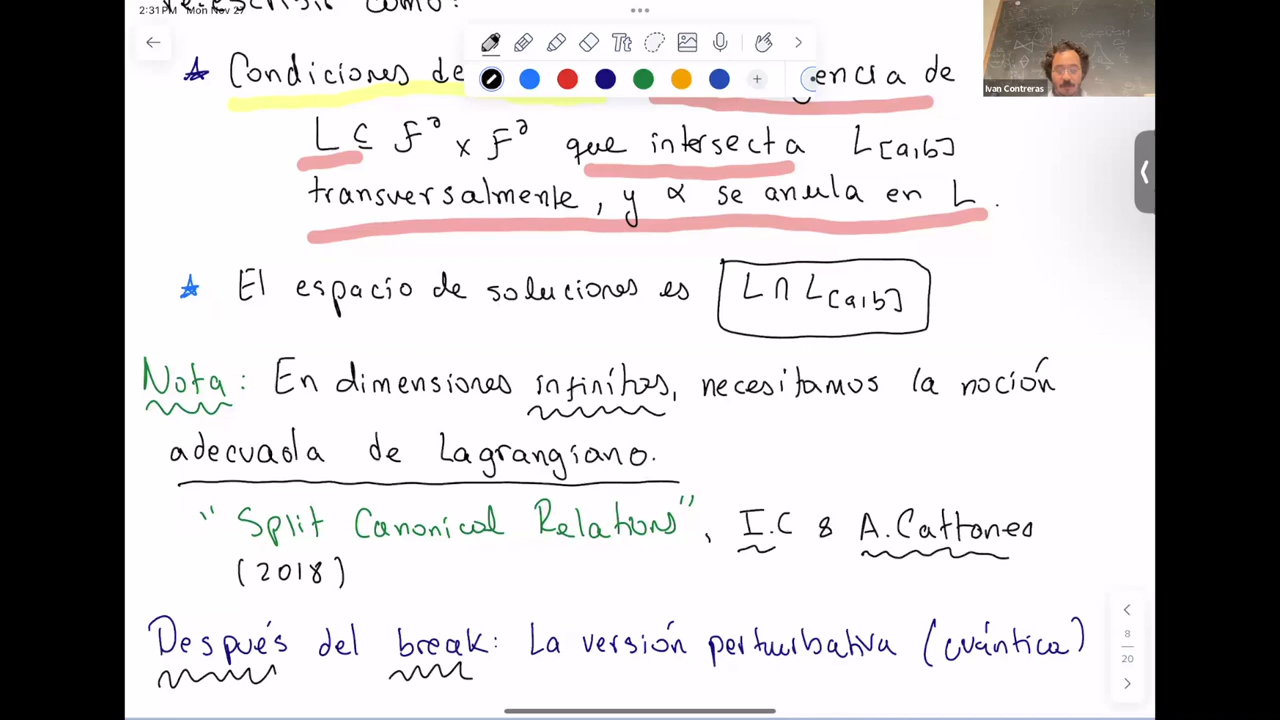 2:31 PM Mon Nov 27
como:
Condiciones de encia de
L ⊆ F^∂ x F^∂ que intersecta L[a,b]
transversalmente, y α se anula en L.
El espacio de soluciones es L ∩ L[a,b]
Nota: En dimensiones infinitas, necesitamos la noción
adecuada de Lagrangiano.
"Split Canonical Relations", I.C & A.Cattaneo
(2018)
Después del break: La versión perturbativa (cuántica)
Tt
Ivan Contreras
8
20